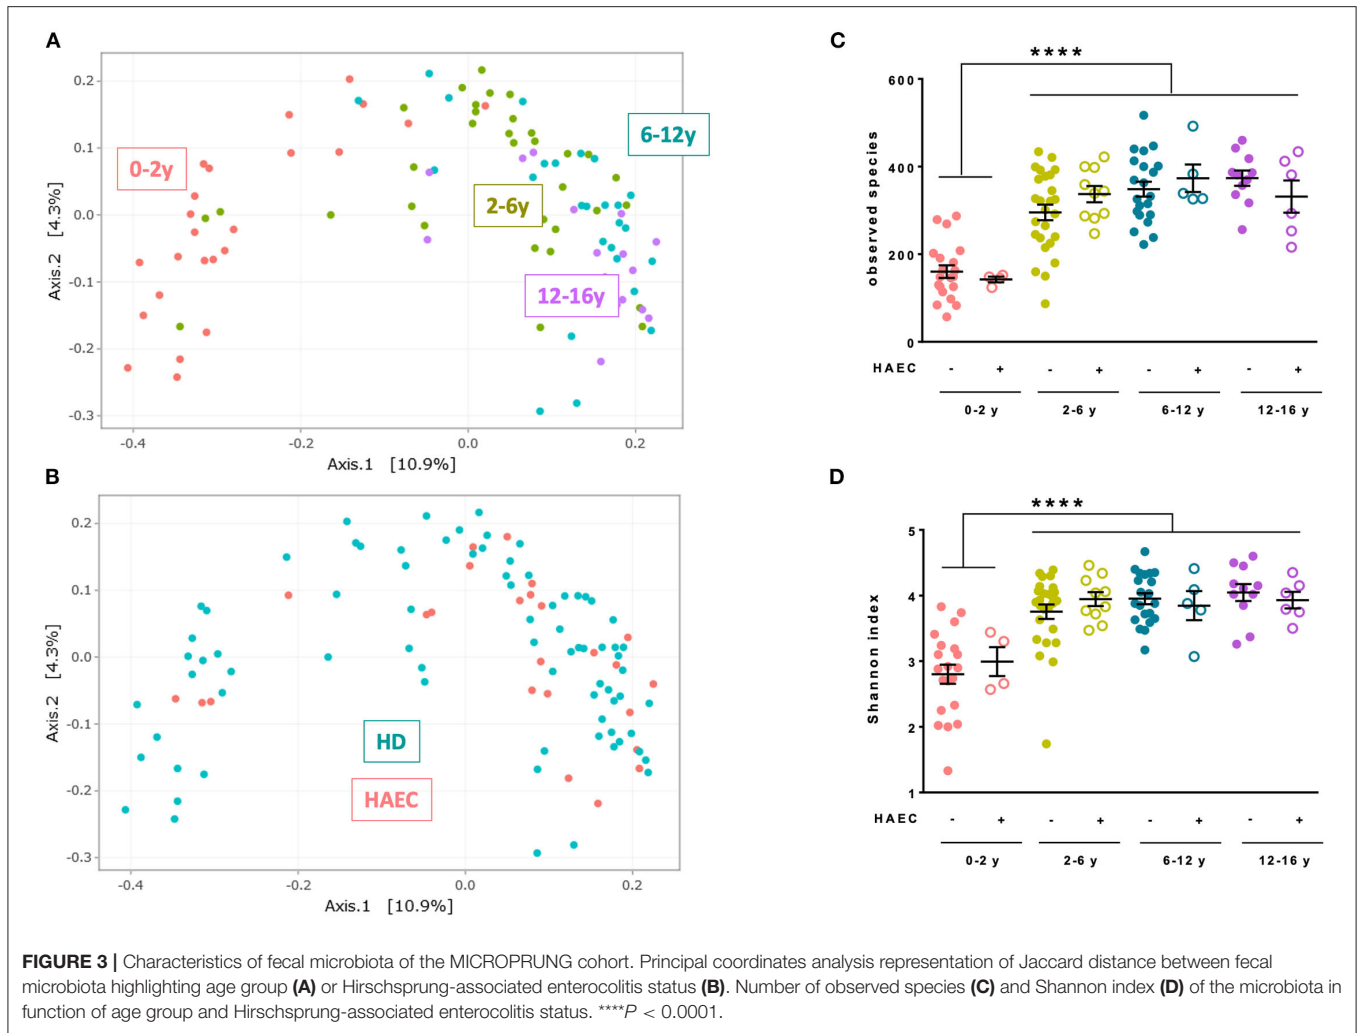 A
0.2
0.1
0.0
-0.1
-0.2
-0.3
Axis.2 [4.3%]
0-2y
6-12y
2-6y
12-16y
-0.4
-0.2
0.0
0.2
Axis.1 [10.9%]
B
0.2
0.1
0.0
-0.1
-0.2
-0.3
Axis.2 [4.3%]
HD
HAEC
-0.4
-0.2
0.0
0.2
Axis.1 [10.9%]
C
****
600
400
200
0
observed species
HAEC - + - + - + - +
0-2 y 2-6 y 6-12 y 12-16 y
D
****
5
4
3
2
1
Shannon index
HAEC - + - + - + - +
0-2 y 2-6 y 6-12 y 12-16 y
FIGURE 3 | Characteristics of fecal microbiota of the MICROPRUNG cohort. Principal coordinates analysis representation of Jaccard distance between fecal
microbiota highlighting age group (A) or Hirschsprung-associated enterocolitis status (B). Number of observed species (C) and Shannon index (D) of the microbiota in
function of age group and Hirschsprung-associated enterocolitis status. ****P < 0.0001.